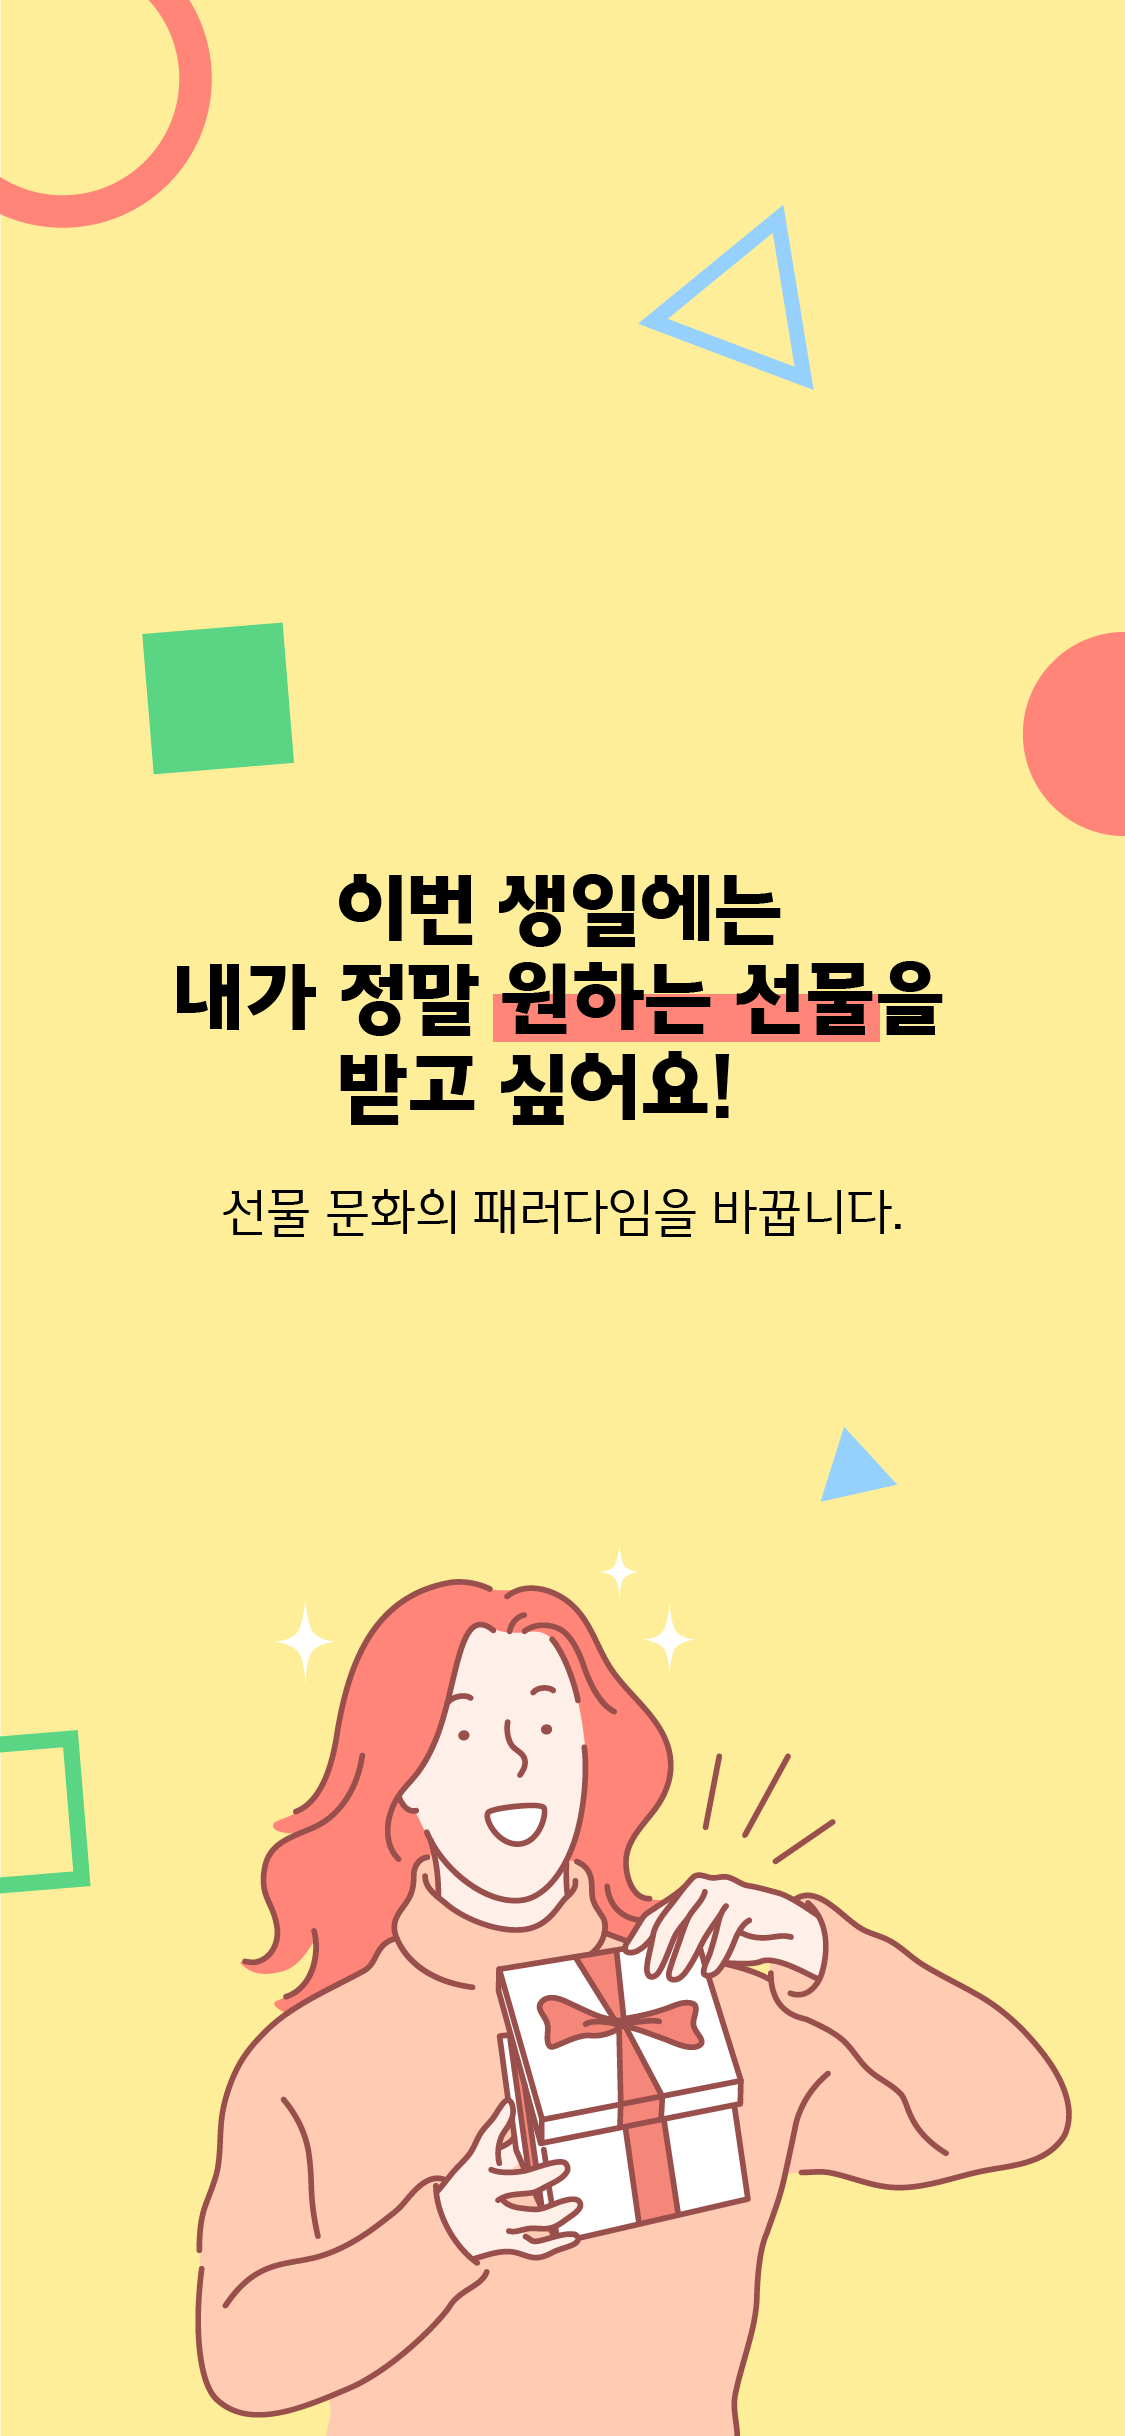 이번 생일에는
내가 정말 원하는 선물을
받고 싶어요!
선물 문화의 패러다임을 바꿉니다.